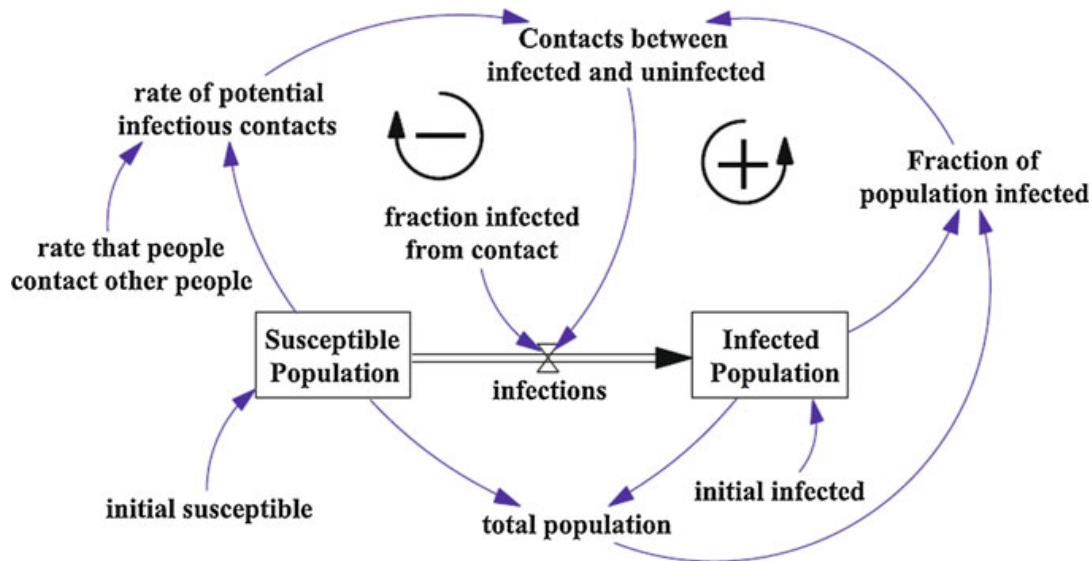 Contacts between
infected and uninfected
rate of potential
infectious contacts
Fraction of
population infected
fraction infected
from contact
rate that people
contact other people
Susceptible
Population
Infected
Population
infections
initial susceptible
initial infected
total population